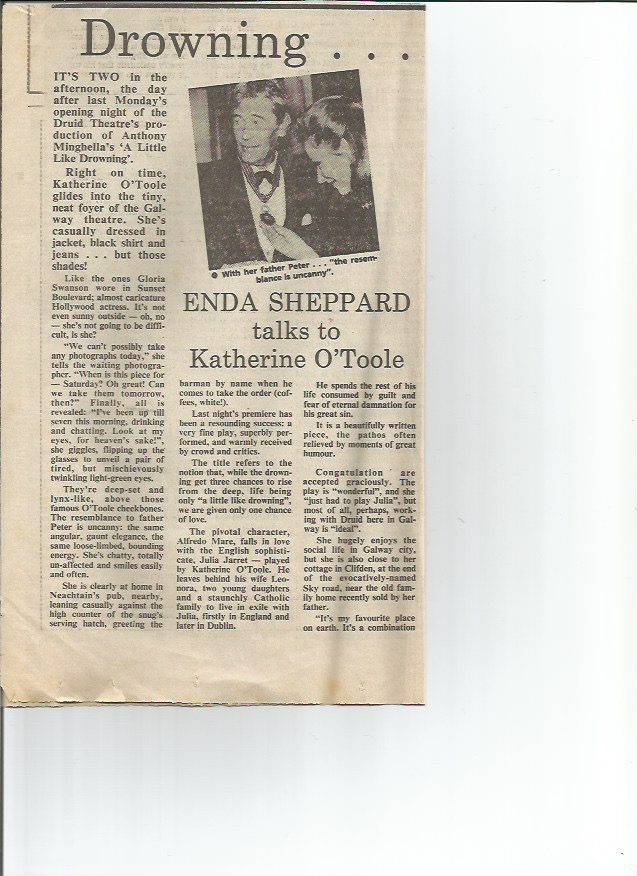 Drowning . . .
IT'S TWO in the
afternoon, the day
after last Monday's
opening night of the
Druid Theatre's pro-
duction of Anthony
Minghella's 'A Little
Like Drowning'.
Right on time,
Katherine O'Toole
glides into the tiny,
neat foyer of the Gal-
way theatre. She's
casually dressed in
jacket, black shirt and
jeans . . . but those
shades!
Like the ones Gloria
Swanson wore in Sunset
Boulevard; almost caricature
Hollywood actress. It's not
even sunny outside — oh, no
— she's not going to be diffi-
cult, is she?
"We can't possibly take
any photographs today," she
tells the waiting photogra-
pher. "When is this piece for
— Saturday? Oh great! Can
we take them tomorrow,
then?" Finally, all is
revealed: "I've been up till
seven this morning, drinking
and chatting. Look at my
eyes, for heaven's sake!",
she giggles, flipping up the
glasses to unveil a pair of
tired, but mischievously
twinkling light-green eyes.
They're deep-set and
lynx-like, above those
famous O'Toole cheekbones.
The resemblance to father
Peter is uncanny: the same
angular, gaunt elegance, the
same loose-limbed, bounding
energy. She's chatty, totally
un-affected and smiles easily
and often.
She is clearly at home in
Neachtain's pub, nearby,
leaning casually against the
high counter of the snug's
serving hatch, greeting the
● With her father Peter . . . "the resem-
blance is uncanny".
ENDA SHEPPARD
talks to
Katherine O'Toole
barman by name when he
comes to take the order (cof-
fees, white!).
Last night's premiere has
been a resounding success: a
very fine play, superbly per-
formed, and warmly received
by crowd and critics.
The title refers to the
notion that, while the drown-
ing get three chances to rise
from the deep, life being
only "a little like drowning",
we are given only one chance
of love.
The pivotal character,
Alfredo Mare, falls in love
with the English sophisti-
cate, Julia Jarret — played
by Katherine O'Toole. He
leaves behind his wife Leo-
nora, two young daughters
and a staunchly Catholic
family to live in exile with
Julia, firstly in England and
later in Dublin.
He spends the rest of his
life consumed by guilt and
fear of eternal damnation for
his great sin.
It is a beautifully written
piece, the pathos often
relieved by moments of great
humour.
Congatulation are
accepted graciously. The
play is "wonderful", and she
"just had to play Julia", but
most of all, perhaps, work-
ing with Druid here in Gal-
way is "ideal".
She hugely enjoys the
social life in Galway city,
but she is also close to her
cottage in Clifden, at the end
of the evocatively-named
Sky road, near the old fam-
ily home recently sold by her
father.
"It's my favourite place
on earth. It's a combination